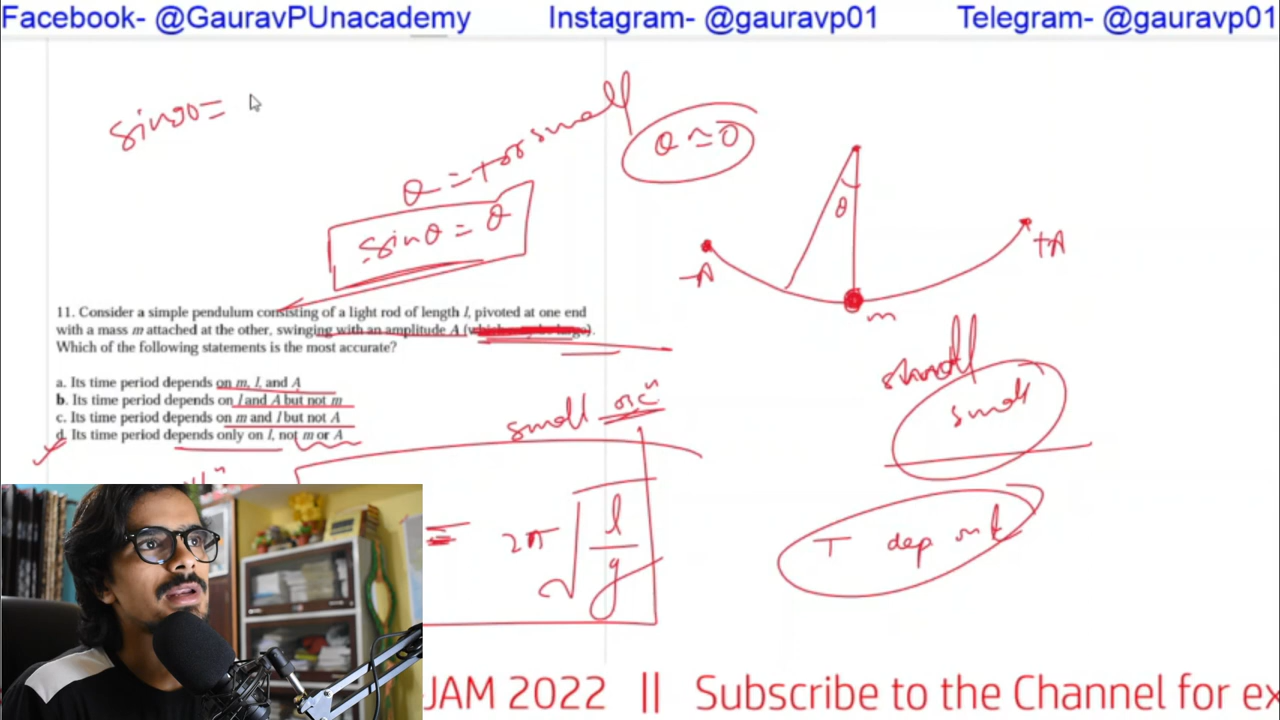 Facebook- @GauravPUnacademy Instagram- @gauravp01 Telegram- @gauravp01
sin30=
θ = for small
θ ≃ 0
sinθ = θ
θ
-A
+A
m
11. Consider a simple pendulum consisting of a light rod of length l, pivoted at one end
with a mass m attached at the other, swinging with an amplitude A
Which of the following statements is the most accurate?
a. Its time period depends on m, l, and A
b. Its time period depends on l and A but not m
c. Its time period depends on m and l but not A
d. Its time period depends only on l, not m or A
small oscⁿ
small
small
= 2π √ l/g
T dep
-JAM 2022 || Subscribe to the Channel for ex